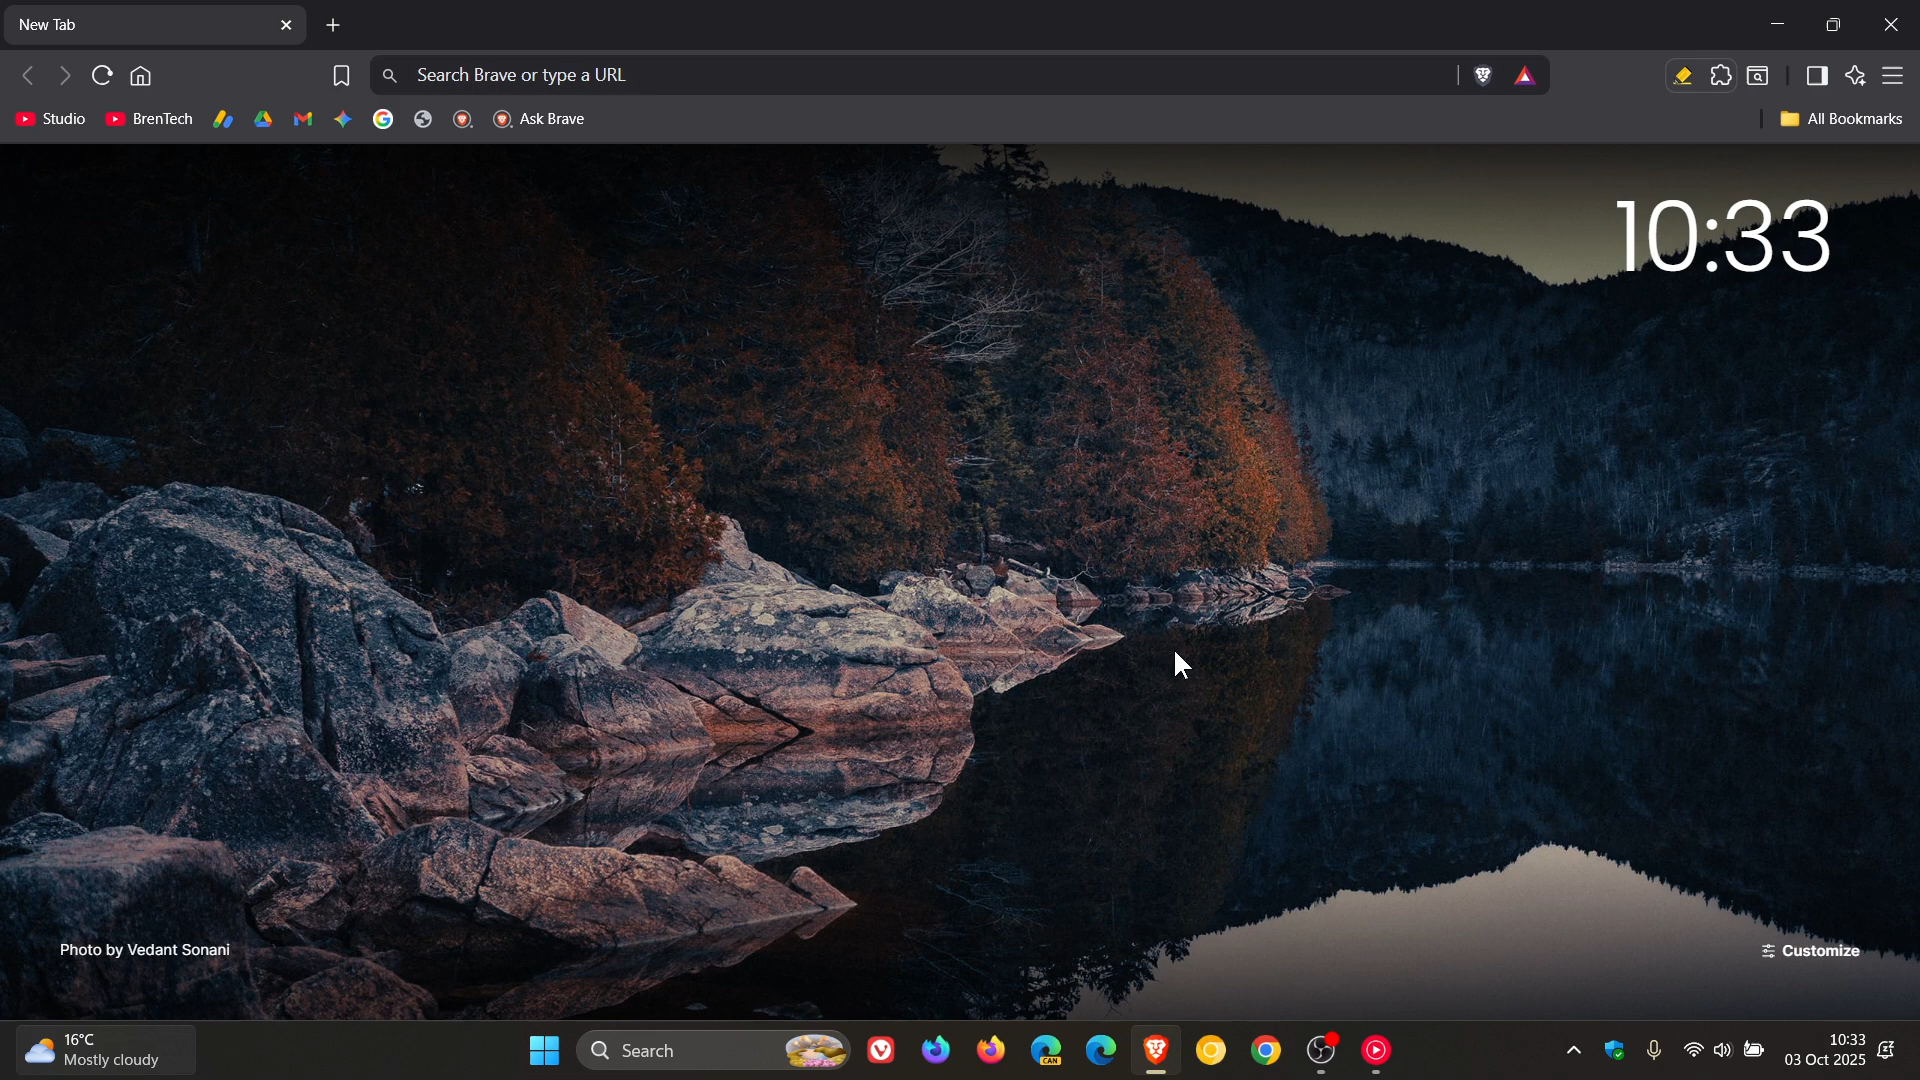 New Tab
Search Brave or type a URL
Studio
BrenTech
Ask Brave
All Bookmarks
10:33
Photo by Vedant Sonani
Customize
16°C
Mostly cloudy
Search
CAN
10:33
03 Oct 2025